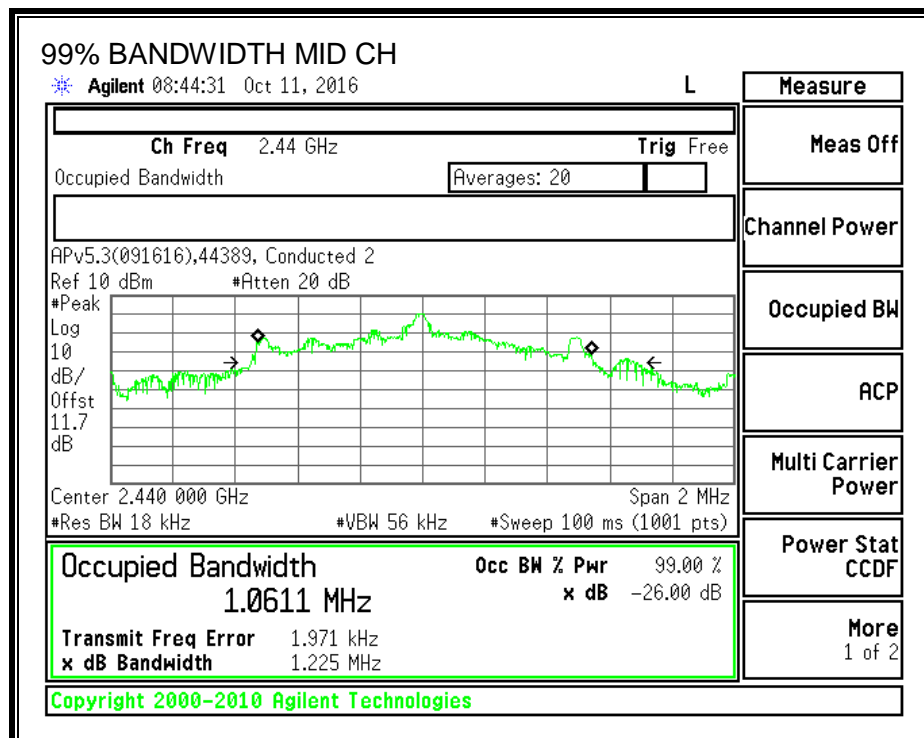 99% BANDWIDTH MID CH
Agilent 08:44:31 Oct 11, 2016 L
Measure
Ch Freq 2.44 GHz Trig Free
Meas Off
Occupied Bandwidth Averages: 20
Channel Power
APv5.3(091616),44389, Conducted 2
Ref 10 dBm #Atten 20 dB
#Peak
Log
10
dB/
Offst
11.7
dB
Occupied BW
ACP
Center 2.440 000 GHz Span 2 MHz
#Res BW 18 kHz #VBW 56 kHz #Sweep 100 ms (1001 pts)
Multi Carrier
Power
Occupied Bandwidth Occ BW % Pwr 99.00 %
1.0611 MHz x dB -26.00 dB
Transmit Freq Error 1.971 kHz
x dB Bandwidth 1.225 MHz
Power Stat
CCDF
More
1 of 2
Copyright 2000-2010 Agilent Technologies